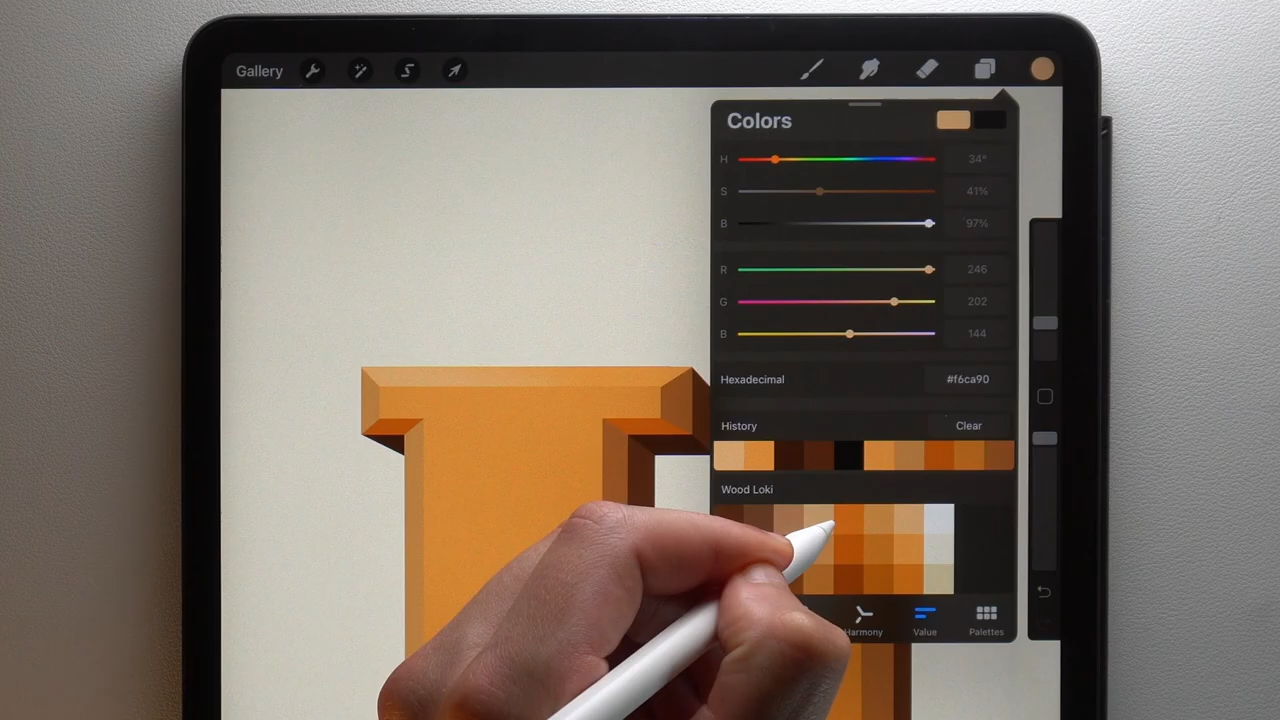 Gallery
Colors
H 34°
S 41%
B 97%
R 246
G 202
B 144
Hexadecimal #f6ca90
History Clear
Wood Loki
Harmony Value Palettes